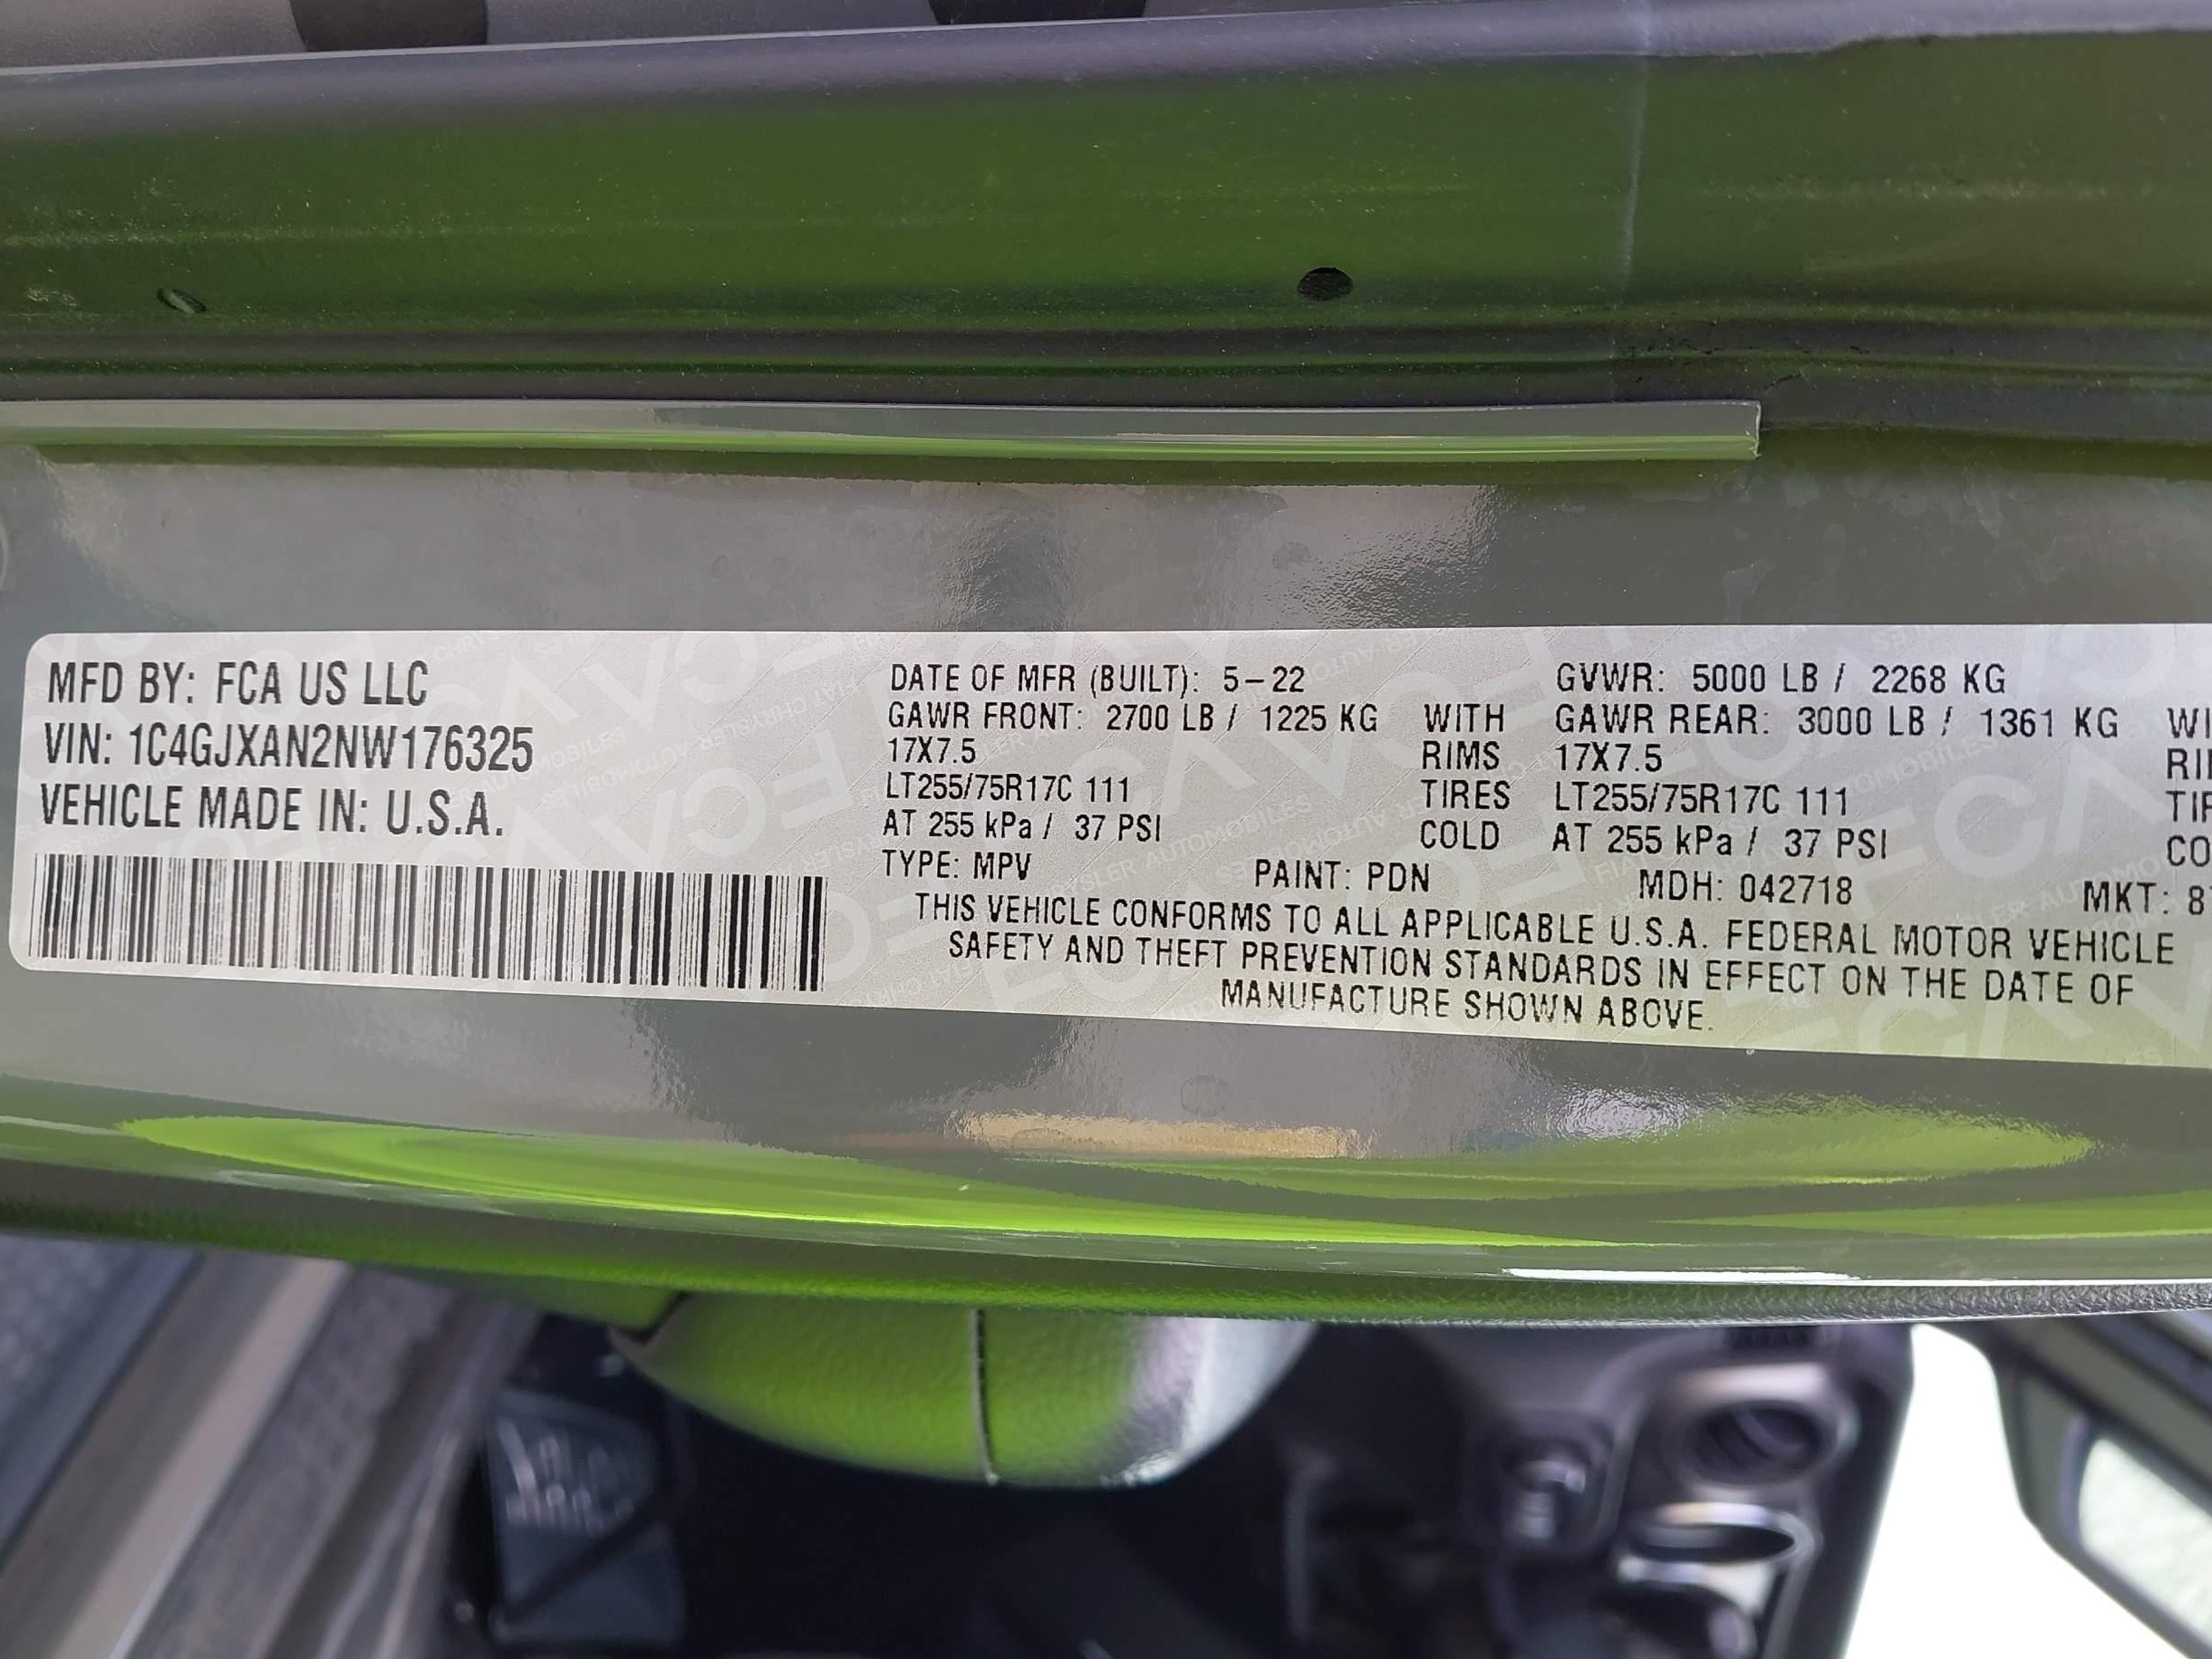 MFD BY: FCA US LLC
VIN: 1C4GJXAN2NW176325
VEHICLE MADE IN: U.S.A.
DATE OF MFR (BUILT): 5-22 GVWR: 5000 LB / 2268 KG
GAWR FRONT: 2700 LB / 1225 KG WITH GAWR REAR: 3000 LB / 1361 KG
17X7.5 RIMS 17X7.5
LT255/75R17C 111 TIRES LT255/75R17C 111
AT 255 kPa / 37 PSI COLD AT 255 kPa / 37 PSI
TYPE: MPV PAINT: PDN MDH: 042718 MKT:
THIS VEHICLE CONFORMS TO ALL APPLICABLE U.S.A. FEDERAL MOTOR VEHICLE
SAFETY AND THEFT PREVENTION STANDARDS IN EFFECT ON THE DATE OF
MANUFACTURE SHOWN ABOVE.